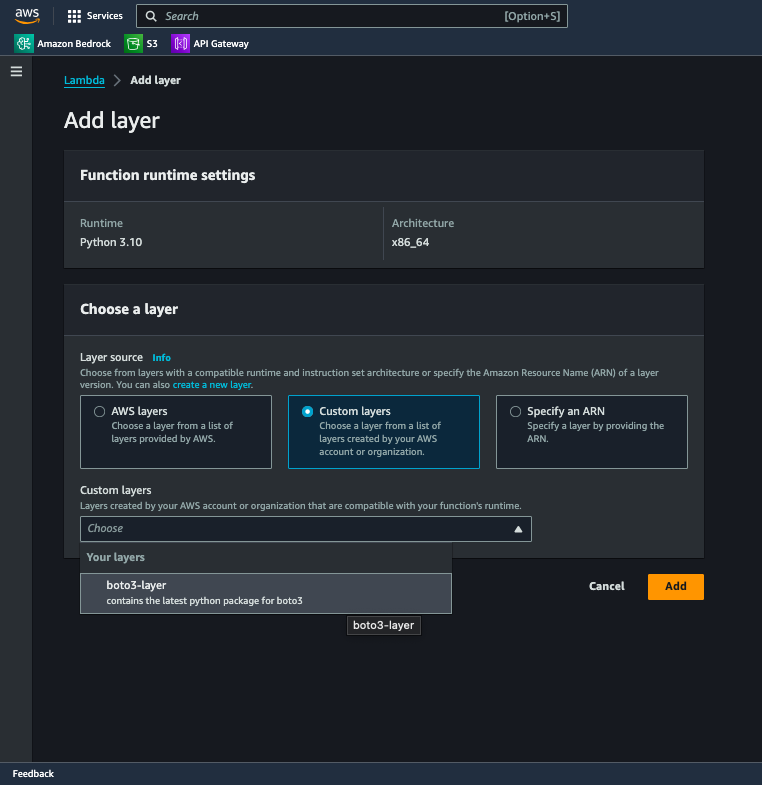 aws
Services
Search
[Option+S]
Amazon Bedrock
S3
API Gateway
Lambda
Add layer
Add layer
Function runtime settings
Runtime
Python 3.10
Architecture
x86_64
Choose a layer
Layer source Info
Choose from layers with a compatible runtime and instruction set architecture or specify the Amazon Resource Name (ARN) of a layer
version. You can also create a new layer.
AWS layers
Choose a layer from a list of
layers provided by AWS.
Custom layers
Choose a layer from a list of
layers created by your AWS
account or organization.
Specify an ARN
Specify a layer by providing the
ARN.
Custom layers
Layers created by your AWS account or organization that are compatible with your function's runtime.
Choose
Your layers
boto3-layer
contains the latest python package for boto3
boto3-layer
Cancel
Add
Feedback